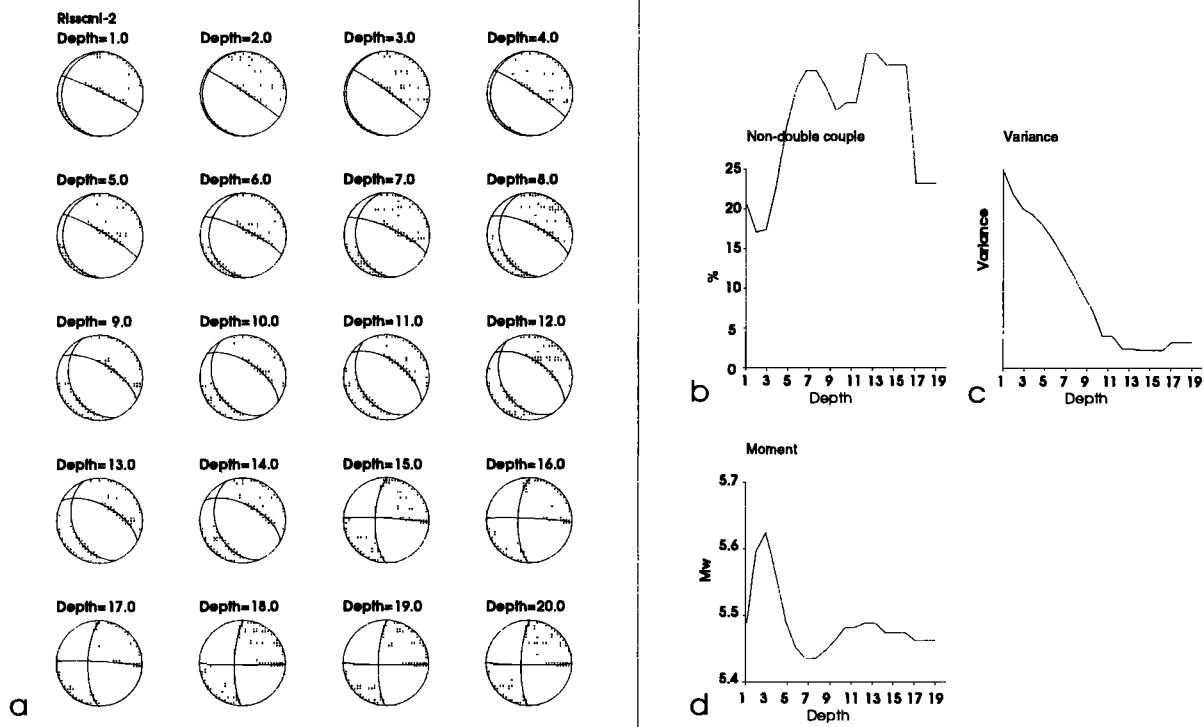 Rissani-2
Depth=1.0 Depth=2.0 Depth=3.0 Depth=4.0
Depth=5.0 Depth=6.0 Depth=7.0 Depth=8.0
Depth= 9.0 Depth=10.0 Depth=11.0 Depth=12.0
Depth=13.0 Depth=14.0 Depth=15.0 Depth=16.0
Depth=17.0 Depth=18.0 Depth=19.0 Depth=20.0
a
Non-double couple
25
20
15
10
5
0
%
1 3 5 7 9 11 13 15 17 19
Depth
b
Variance
Variance
1 3 5 7 9 11 13 15 17 19
Depth
c
Moment
5.7
5.6
5.5
5.4
Mw
1 3 5 7 9 11 13 15 17 19
Depth
d